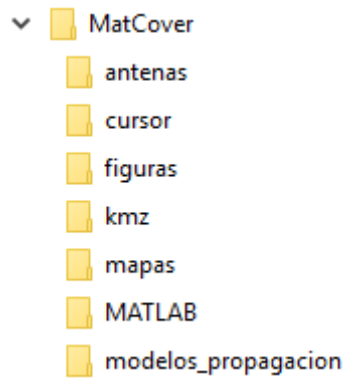 MatCover
antenas
cursor
figuras
kmz
mapas
MATLAB
modelos_propagacion